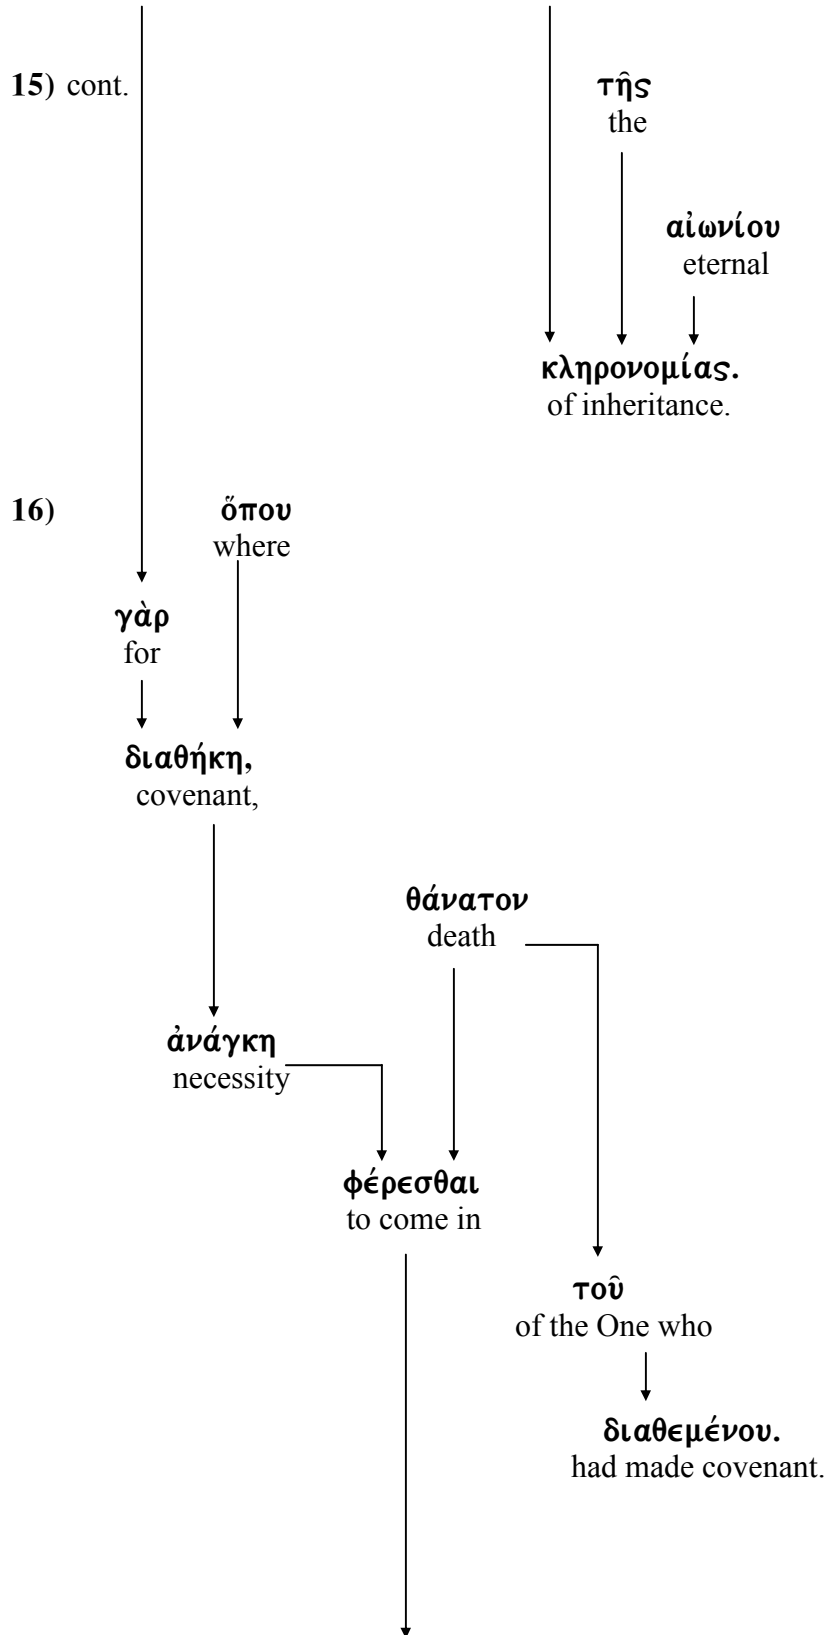 15) cont.
τῆς
the
αἰωνίου
eternal
κληρονομίας.
of inheritance.
16)
ὅπου
where
γὰρ
for
διαθήκη,
covenant,
θάνατον
death
ἀνάγκη
necessity
φέρεσθαι
to come in
τοῦ
of the One who
διαθεμένου.
had made covenant.